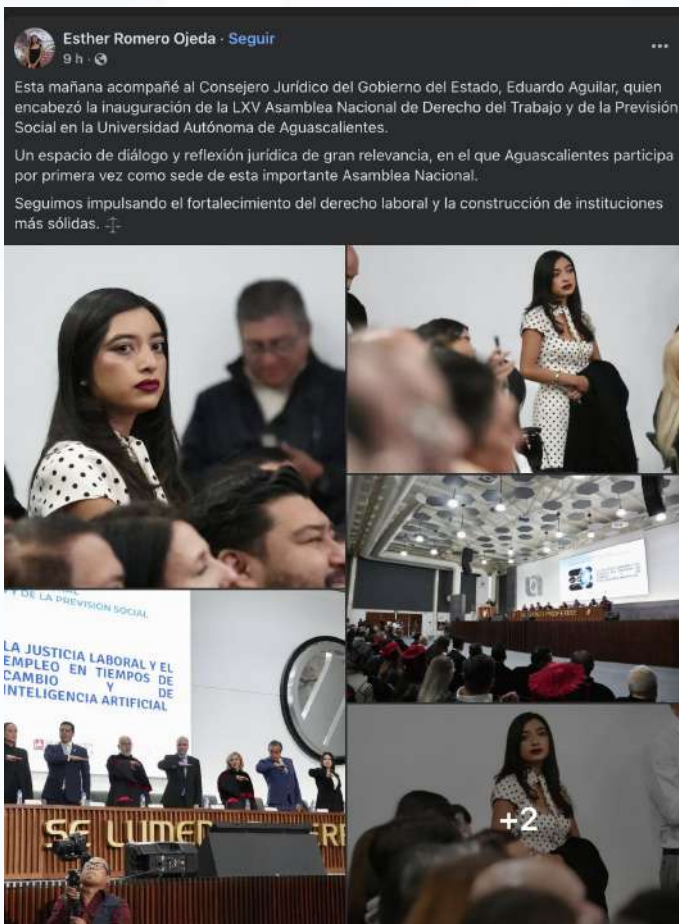 Esther Romero Ojeda · Seguir
9 h ·
Esta mañana acompañé al Consejero Jurídico del Gobierno del Estado, Eduardo Aguilar, quien
encabezó la inauguración de la LXV Asamblea Nacional de Derecho del Trabajo y de la Previsión
Social en la Universidad Autónoma de Aguascalientes.
Un espacio de diálogo y reflexión jurídica de gran relevancia, en el que Aguascalientes participa
por primera vez como sede de esta importante Asamblea Nacional.
Seguimos impulsando el fortalecimiento del derecho laboral y la construcción de instituciones
más sólidas.
Y DE LA PREVISIÓN SOCIAL
LA JUSTICIA LABORAL Y EL
EMPLEO EN TIEMPOS DE
CAMBIO Y DE
INTELIGENCIA ARTIFICIAL
SE LUMEN
+2